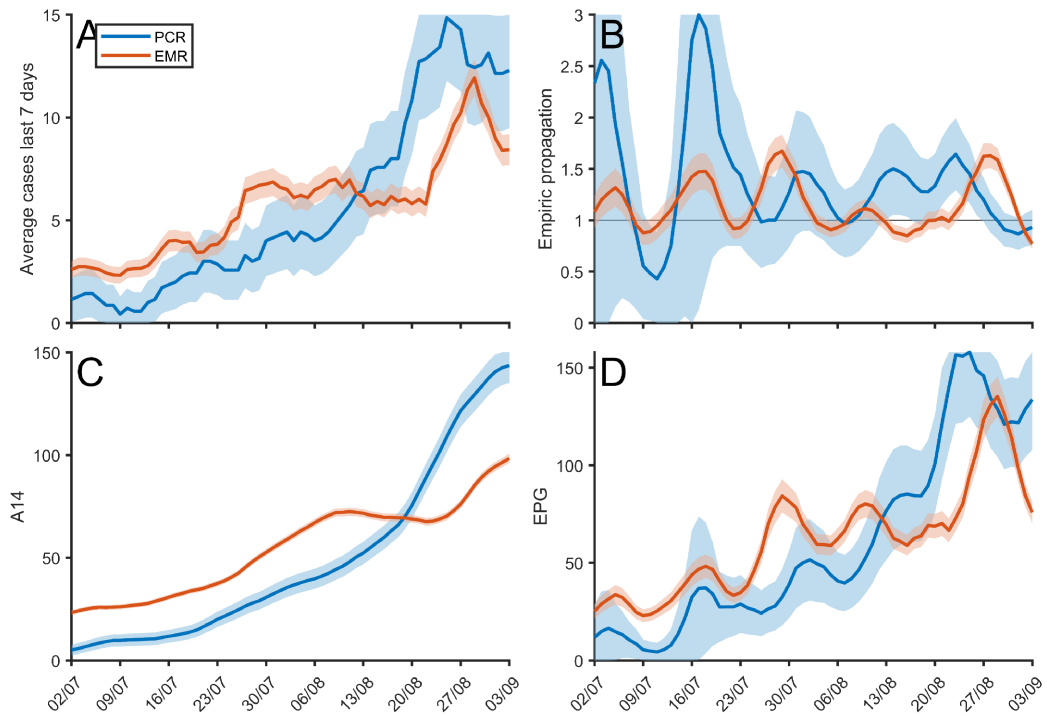 A
PCR
EMR
Average cases last 7 days
15
10
5
0
B
Empiric propagation
3
2.5
2
1.5
1
0.5
0
C
A14
150
100
50
0
02/07 09/07 16/07 23/07 30/07 06/08 13/08 20/08 27/08 03/09
D
EPG
150
100
50
0
02/07 09/07 16/07 23/07 30/07 06/08 13/08 20/08 27/08 03/09